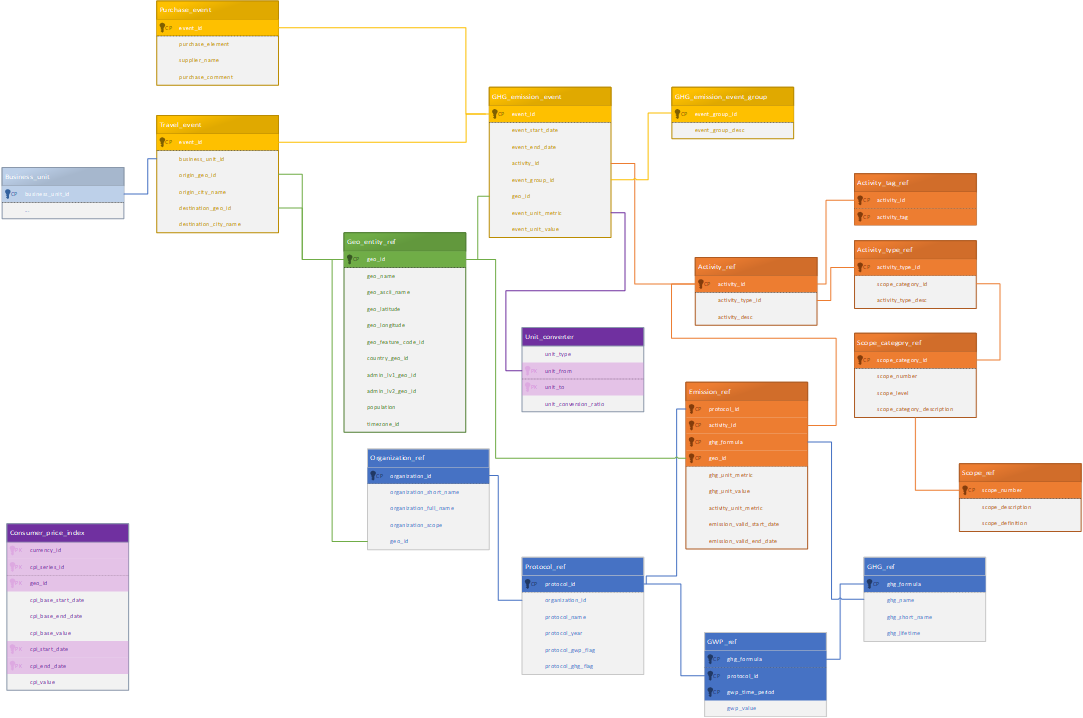 Purchase_event
CP event_id
purchase_element
supplier_name
purchase_comment
Travel_event
CP event_id
business_unit_id
origin_geo_id
origin_city_name
destination_geo_id
destination_city_name
Business_unit
CP business_unit_id
...
GHG_emission_event
CP event_id
event_start_date
event_end_date
activity_id
event_group_id
geo_id
event_unit_metric
event_unit_value
GHG_emission_event_group
CP event_group_id
event_group_desc
Activity_tag_ref
CP activity_id
CP activity_tag
Activity_type_ref
CP activity_type_id
scope_category_id
activity_type_desc
Activity_ref
CP activity_id
activity_type_id
activity_desc
Geo_entity_ref
CP geo_id
geo_name
geo_ascii_name
geo_latitude
geo_longitude
geo_feature_code_id
country_geo_id
admin_lv1_geo_id
admin_lv2_geo_id
population
timezone_id
Unit_converter
unit_type
PK unit_from
PK unit_to
unit_conversion_ratio
Scope_category_ref
CP scope_category_id
scope_number
scope_level
scope_category_description
Emission_ref
CP protocol_id
CP activity_id
CP ghg_formula
CP geo_id
ghg_unit_metric
ghg_unit_value
activity_unit_metric
emission_valid_start_date
emission_valid_end_date
Organization_ref
CP organization_id
organization_short_name
organization_full_name
organization_scope
geo_id
Scope_ref
CP scope_number
scope_description
scope_definition
Consumer_price_index
PK currency_id
PK cpi_series_id
PK geo_id
cpi_base_start_date
cpi_base_end_date
cpi_base_value
PK cpi_start_date
PK cpi_end_date
cpi_value
Protocol_ref
CP protocol_id
organization_id
protocol_name
protocol_year
protocol_gwp_flag
protocol_ghg_flag
GHG_ref
CP ghg_formula
ghg_name
ghg_short_name
ghg_lifetime
GWP_ref
CP ghg_formula
CP protocol_id
CP gwp_time_period
gwp_value